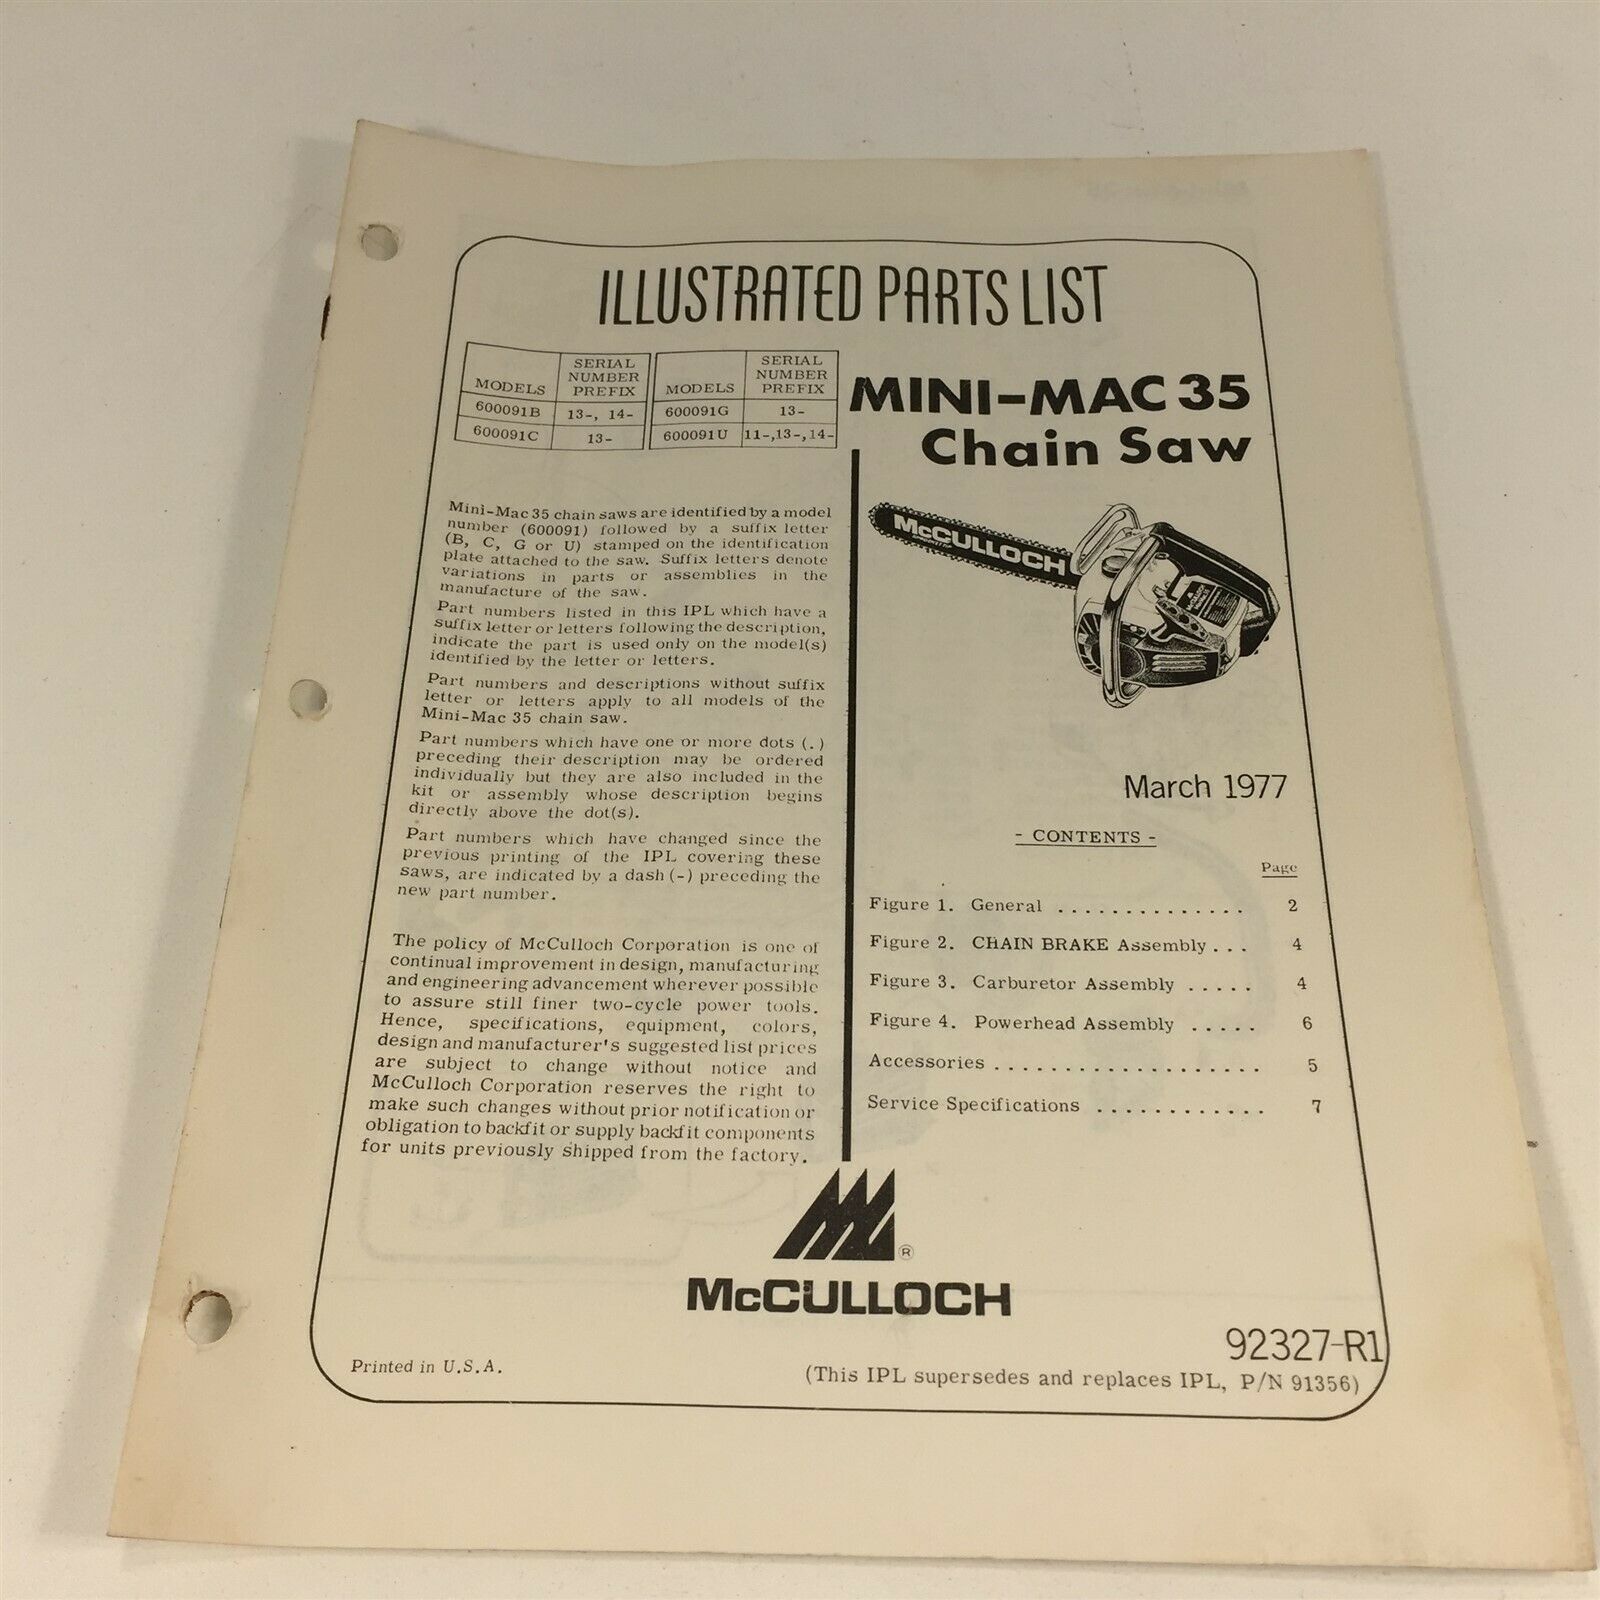 ILLUSTRATED PARTS LIST
MODELS SERIAL NUMBER PREFIX MODELS SERIAL NUMBER PREFIX
600091B 13-, 14- 600091G 13-
600091C 13- 600091U 11-,13-,14-
MINI-MAC 35
Chain Saw
McCULLOCH
Mini-Mac 35 chain saws are identified by a model
number (600091) followed by a suffix letter
(B, C, G or U) stamped on the identification
plate attached to the saw. Suffix letters denote
variations in parts or assemblies in the
manufacture of the saw.
Part numbers listed in this IPL which have a
suffix letter or letters following the description,
indicate the part is used only on the model(s)
identified by the letter or letters.
Part numbers and descriptions without suffix
letter or letters apply to all models of the
Mini-Mac 35 chain saw.
Part numbers which have one or more dots (.)
preceding their description may be ordered
individually but they are also included in the
kit or assembly whose description begins
directly above the dot(s).
Part numbers which have changed since the
previous printing of the IPL covering these
saws, are indicated by a dash (-) preceding the
new part number.
The policy of McCulloch Corporation is one of
continual improvement in design, manufacturing
and engineering advancement wherever possible
to assure still finer two-cycle power tools.
Hence, specifications, equipment, colors,
design and manufacturer's suggested list prices
are subject to change without notice and
McCulloch Corporation reserves the right to
make such changes without prior notification or
obligation to backfit or supply backfit components
for units previously shipped from the factory.
March 1977
- CONTENTS -
Page
Figure 1. General .............. 2
Figure 2. CHAIN BRAKE Assembly... 4
Figure 3. Carburetor Assembly ..... 4
Figure 4. Powerhead Assembly ..... 6
Accessories ................... 5
Service Specifications ............ 7
®
McCULLOCH
92327-R1
Printed in U.S.A.
(This IPL supersedes and replaces IPL, P/N 91356)